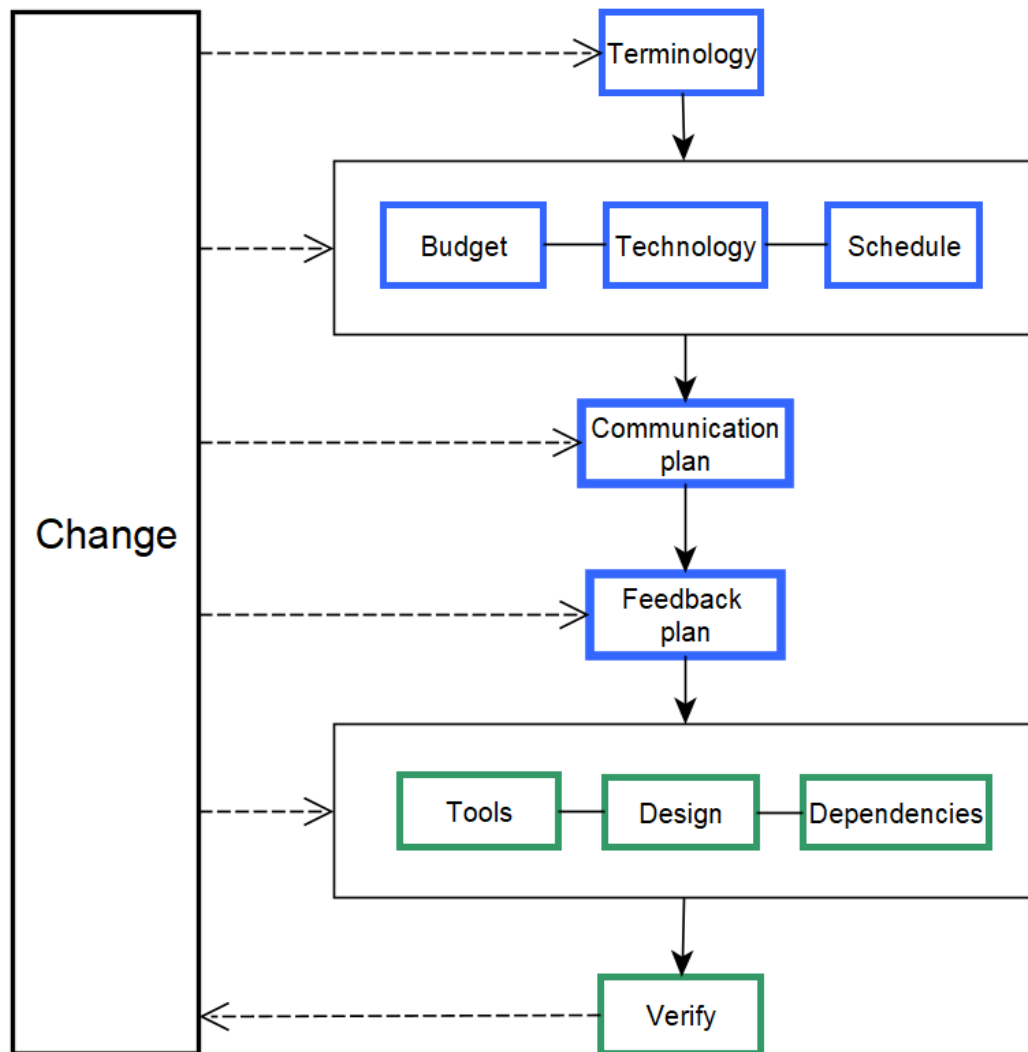 Terminology
Budget
Technology
Schedule
Communication
plan
Change
Feedback
plan
Tools
Design
Dependencies
Verify